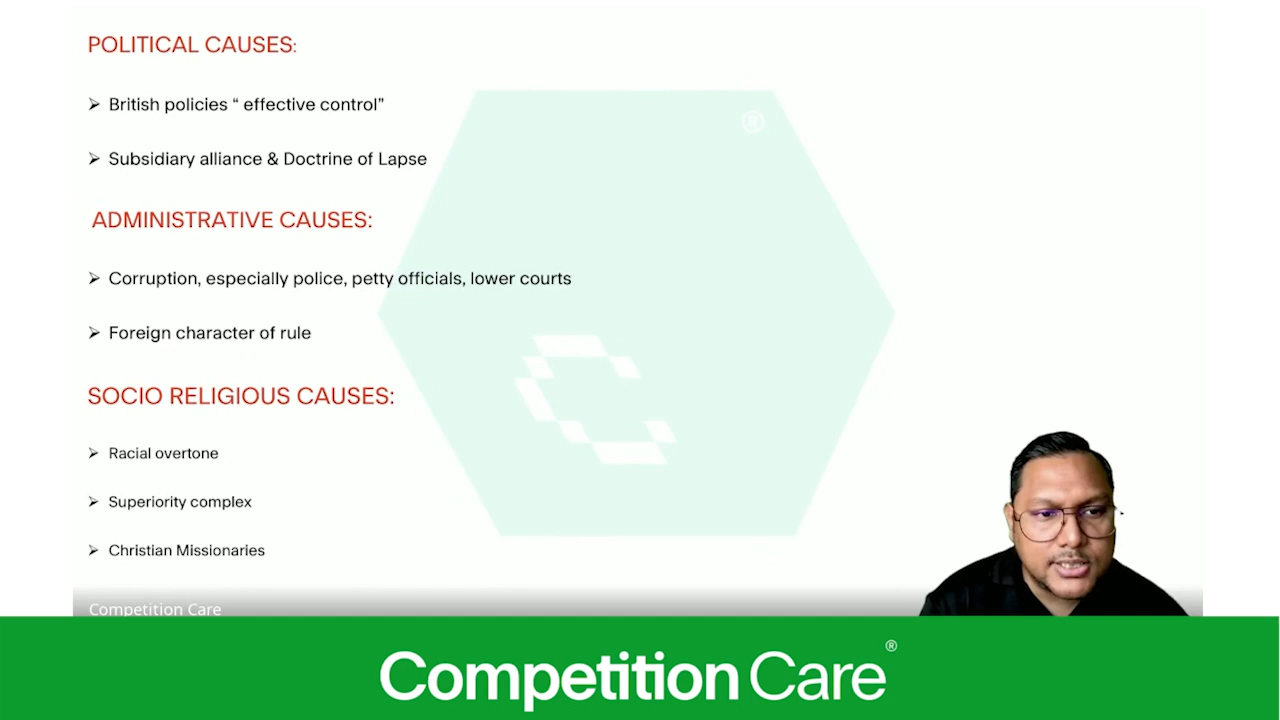 POLITICAL CAUSES:
➢ British policies “ effective control”
➢ Subsidiary alliance & Doctrine of Lapse
ADMINISTRATIVE CAUSES:
➢ Corruption, especially police, petty officials, lower courts
➢ Foreign character of rule
SOCIO RELIGIOUS CAUSES:
➢ Racial overtone
➢ Superiority complex
➢ Christian Missionaries
Competition Care
Competition Care®